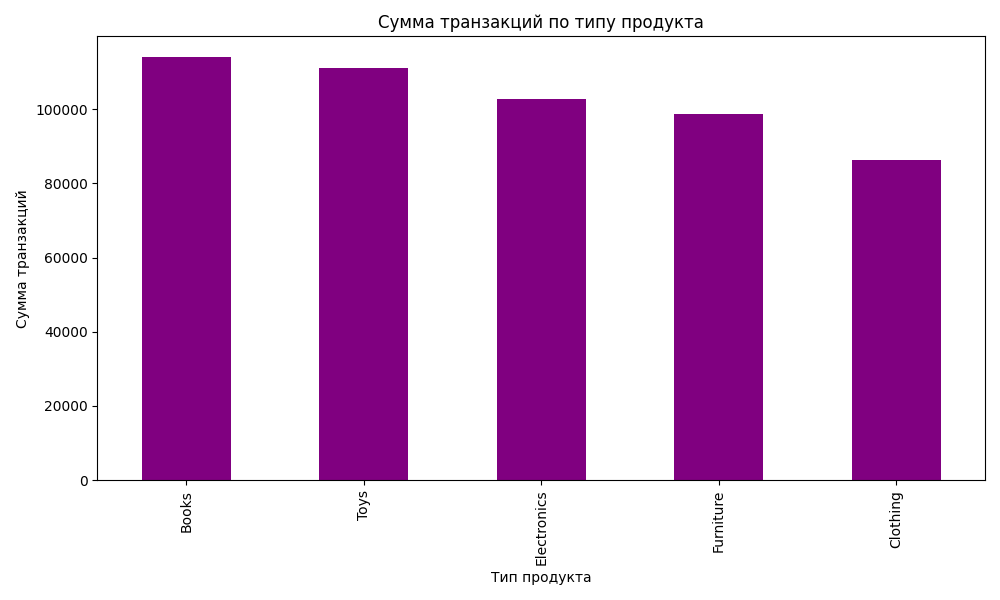 Сумма транзакций по типу продукта
Сумма транзакций
100000
80000
60000
40000
20000
0
Books
Toys
Electronics
Furniture
Clothing
Тип продукта